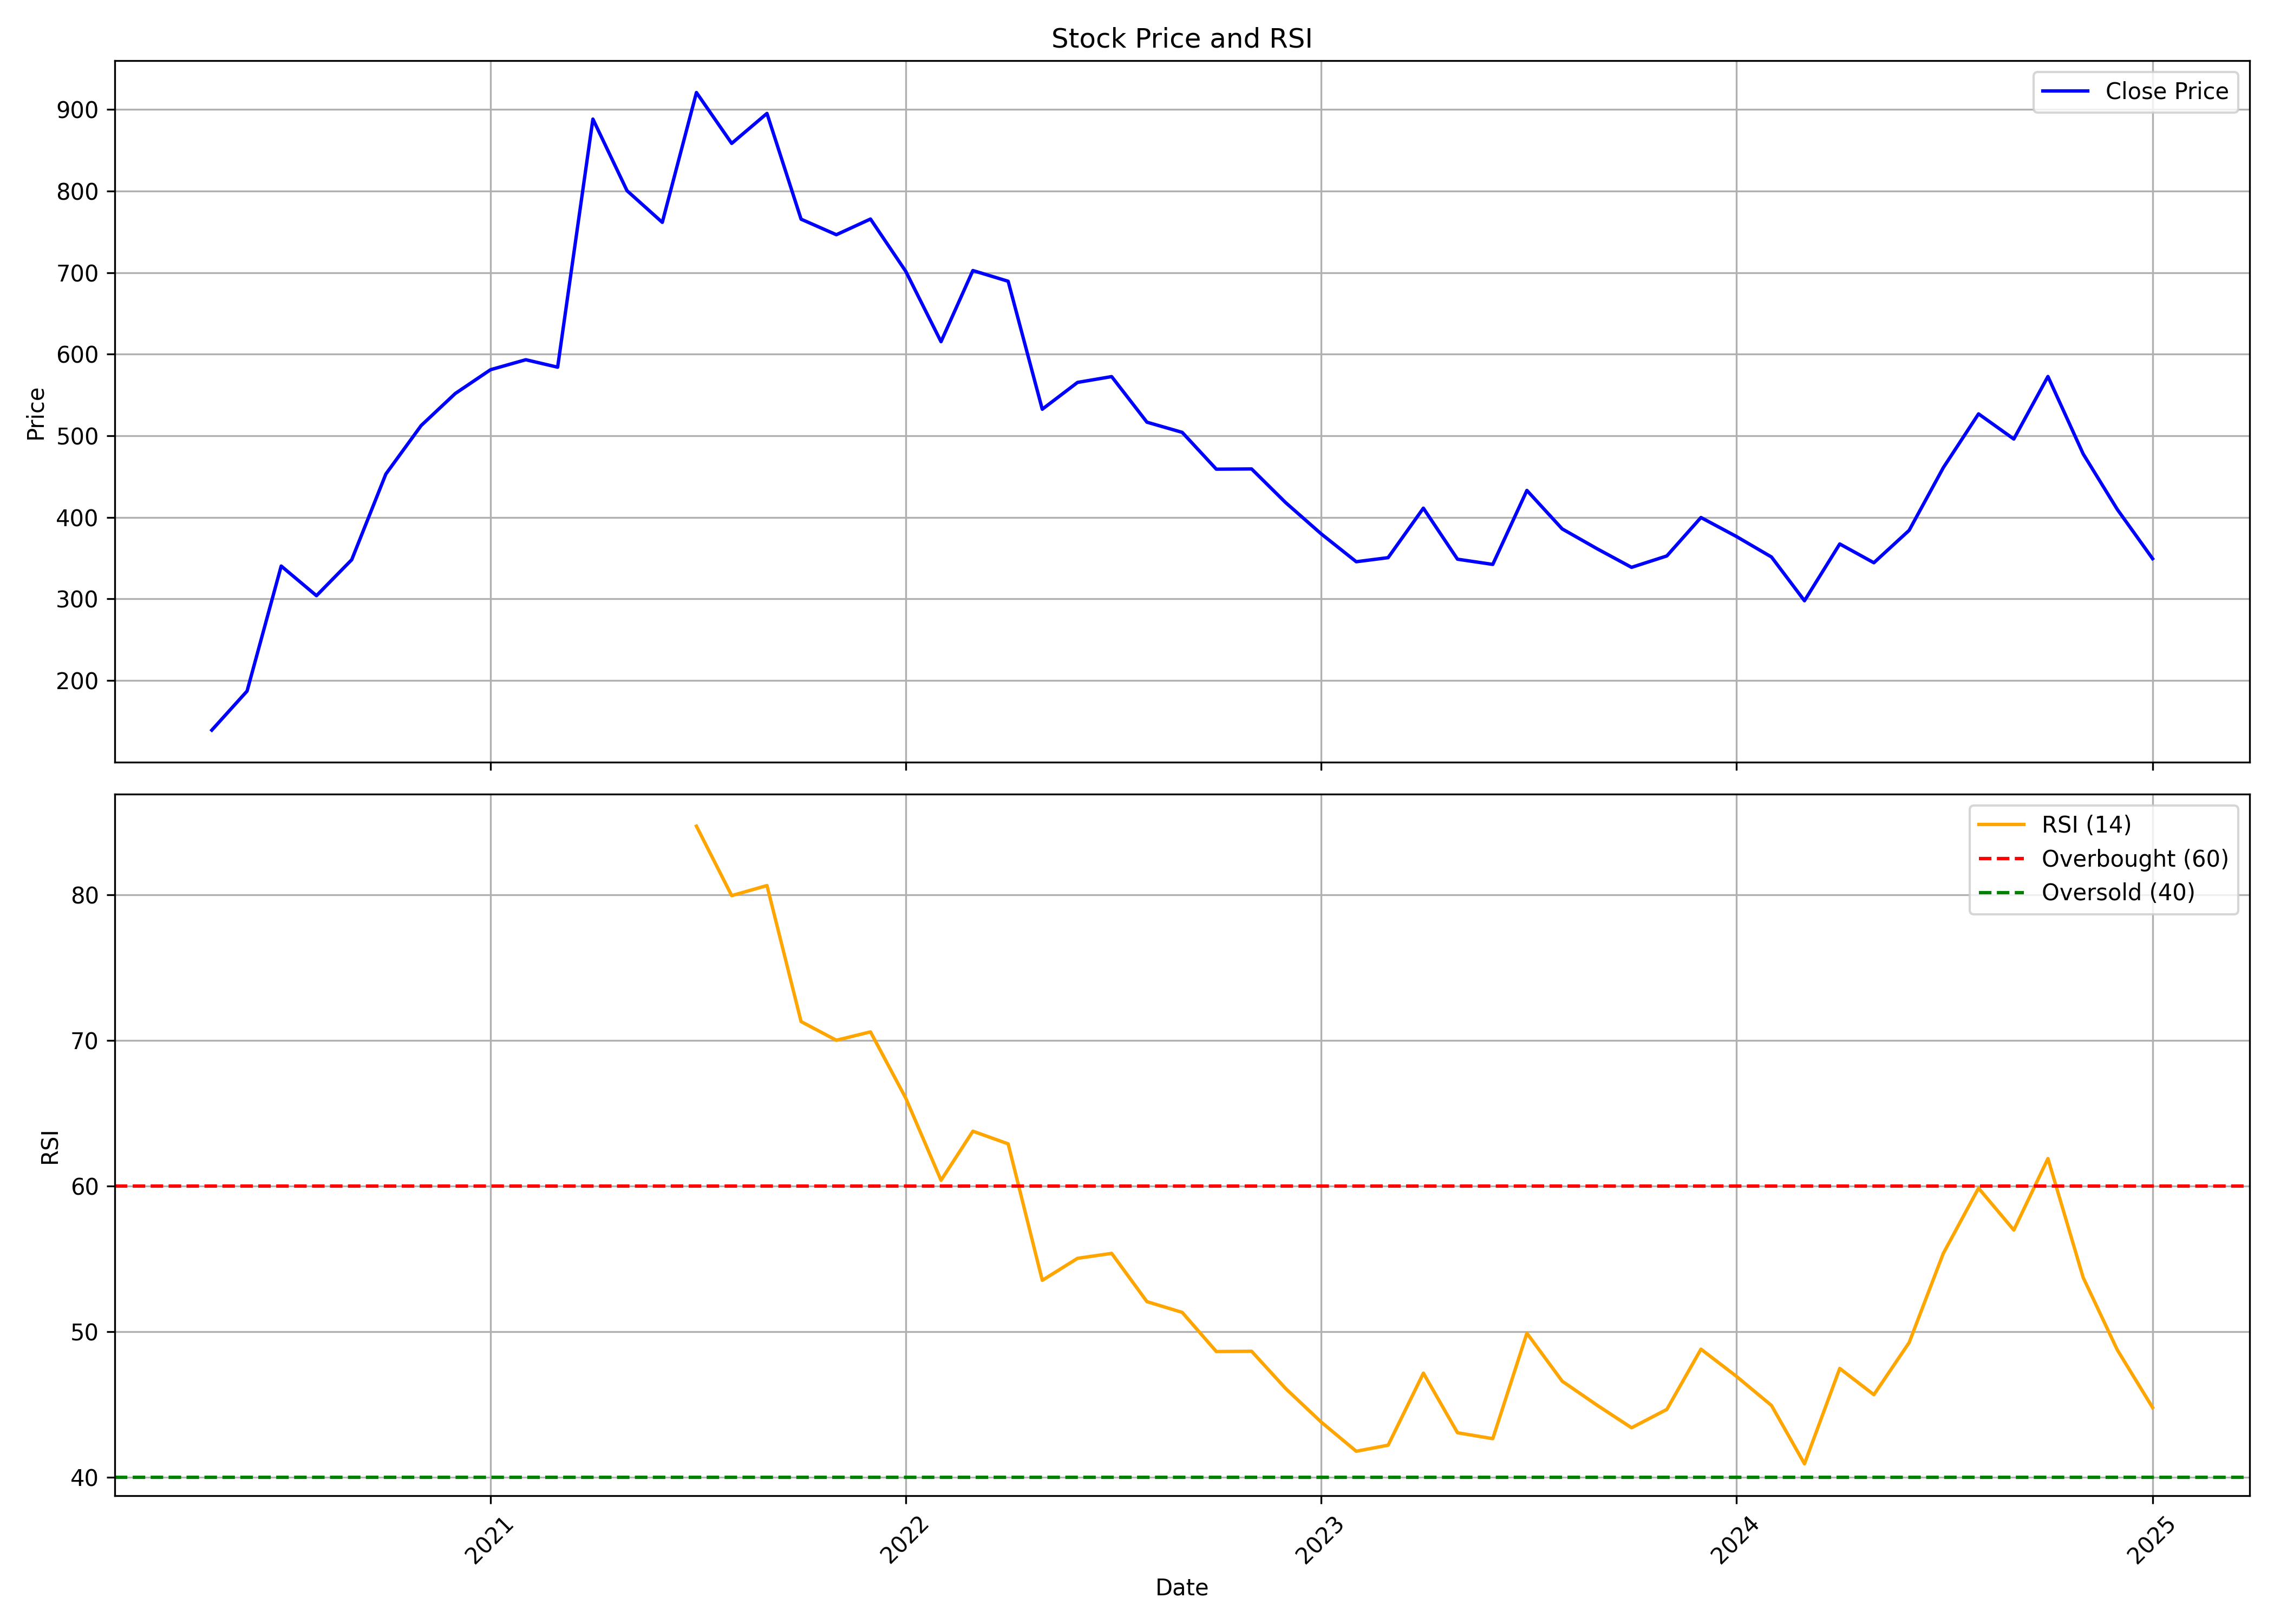 Stock Price and RSI
Close Price
900
800
700
600
500
400
300
200
Price
RSI (14)
Overbought (60)
Oversold (40)
80
70
60
50
40
RSI
2021
2022
2023
2024
2025
Date